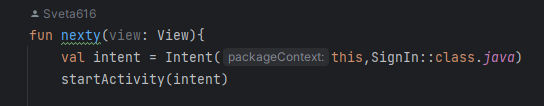 Sveta616
fun nexty(view: View){
val intent = Intent( packageContext: this,SignIn::class.java)
startActivity(intent)